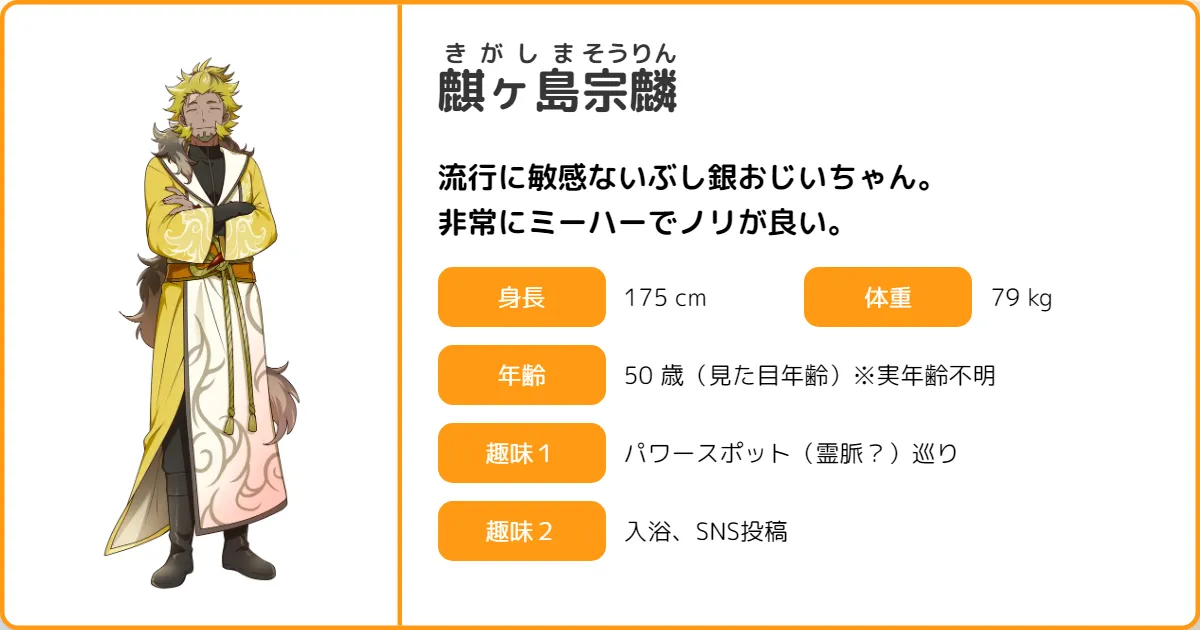 きがしまそうりん
麒ヶ島宗麟
流行に敏感ないぶし銀おじいちゃん。
非常にミーハーでノリが良い。
身長 175 cm 体重 79 kg
年齢 50 歳（見た目年齢）※実年齢不明
趣味１ パワースポット（霊脈？）巡り
趣味２ 入浴、SNS投稿